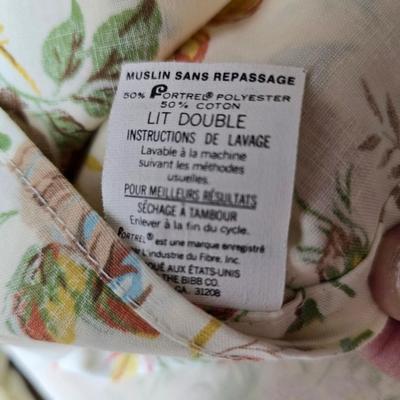 MUSLIN SANS REPASSAGE
50% FORTREL® POLYESTER
50% COTON
LIT DOUBLE
INSTRUCTIONS DE LAVAGE
Lavable à la machine
suivant les méthodes
usuelles.
POUR MEILLEURS RÉSULTATS
SÉCHAGE À TAMBOUR
Enlever à la fin du cycle.
FORTREL® est une marque enregistré
L'industrie du Fibre, Inc.
AUX ÉTATS-UNIS
THE BIBB CO.
GA. 31208